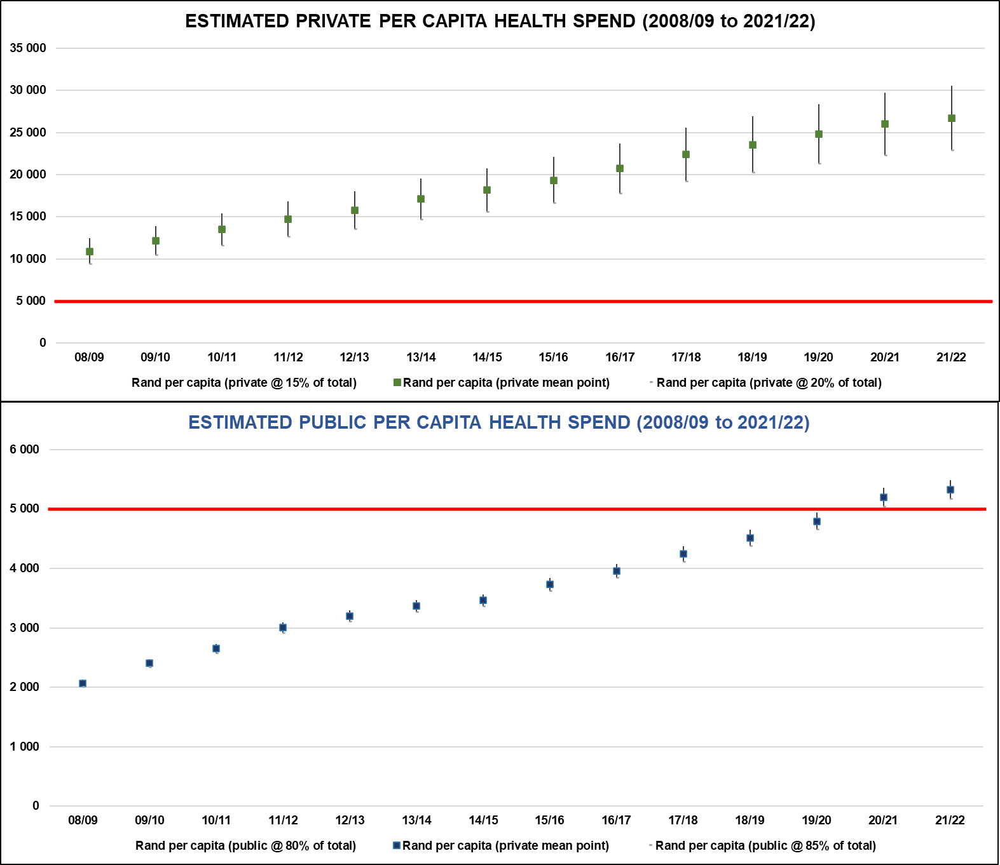 ESTIMATED PRIVATE PER CAPITA HEALTH SPEND (2008/09 to 2021/22)
35 000
30 000
25 000
20 000
15 000
10 000
5 000
0
08/09 09/10 10/11 11/12 12/13 13/14 14/15 15/16 16/17 17/18 18/19 19/20 20/21 21/22
Rand per capita (private @ 15% of total) Rand per capita (private mean point) Rand per capita (private @ 20% of total)
ESTIMATED PUBLIC PER CAPITA HEALTH SPEND (2008/09 to 2021/22)
6 000
5 000
4 000
3 000
2 000
1 000
0
08/09 09/10 10/11 11/12 12/13 13/14 14/15 15/16 16/17 17/18 18/19 19/20 20/21 21/22
Rand per capita (public @ 80% of total) Rand per capita (private mean point) Rand per capita (public @ 85% of total)